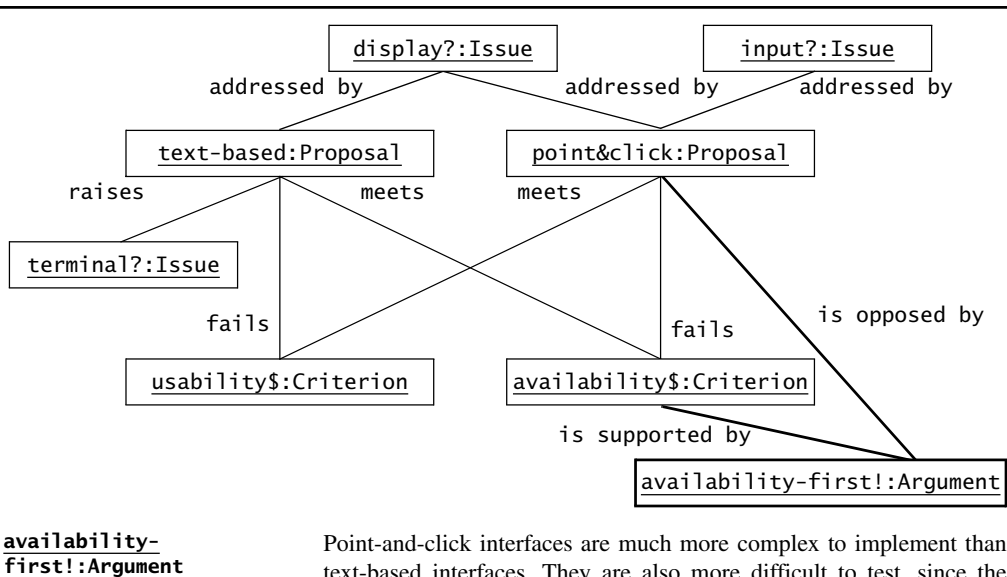 display?:Issue
input?:Issue
addressed by
addressed by
addressed by
text-based:Proposal
point&click:Proposal
raises
meets
meets
terminal?:Issue
is opposed by
fails
fails
usability$:Criterion
availability$:Criterion
is supported by
availability-first!:Argument
availability-
first!:Argument
Point-and-click interfaces are much more complex to implement than
text-based interfaces. They are also more difficult to test, since the